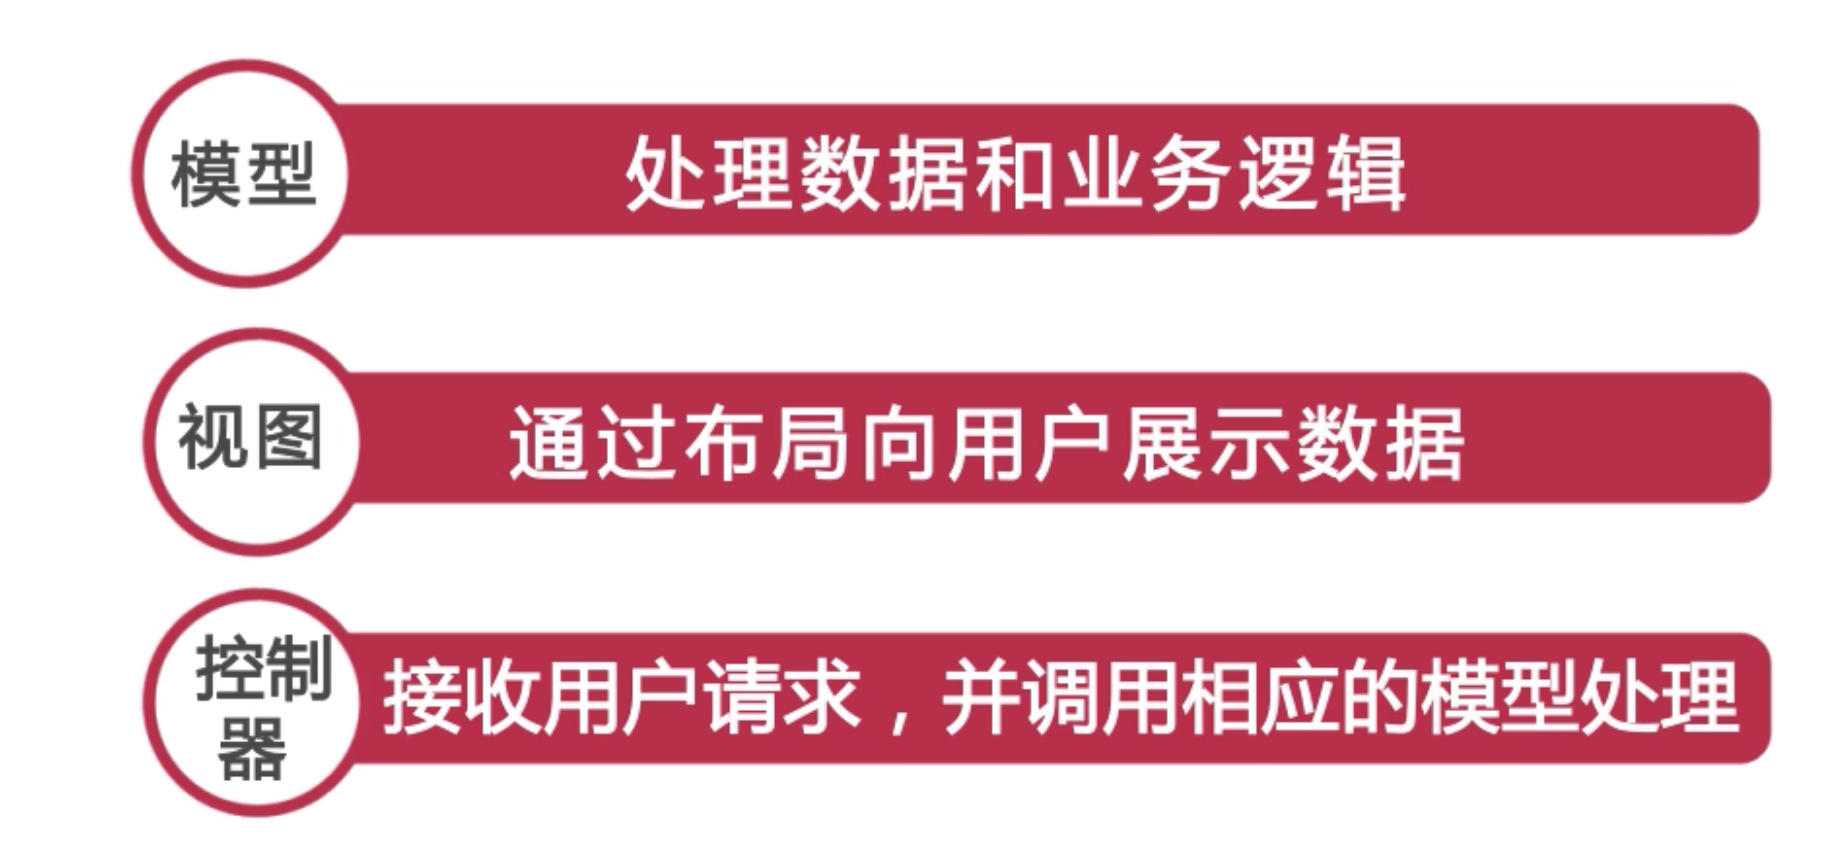 模型
处理数据和业务逻辑
视图
通过布局向用户展示数据
控制
器
接收用户请求，并调用相应的模型处理